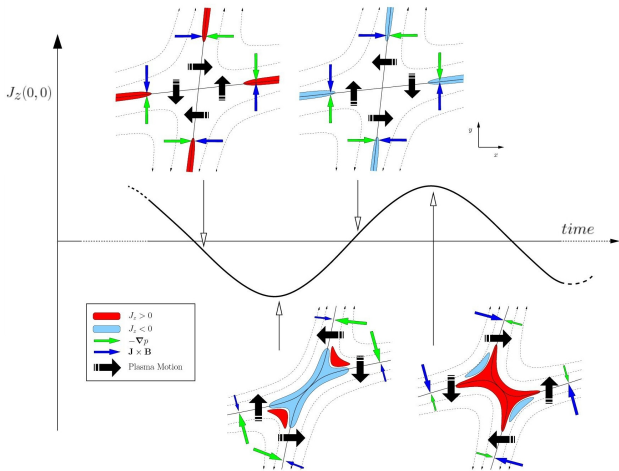 J_z(0,0)
y
x
time
J_z > 0
J_z < 0
−∇p
J × B
Plasma Motion